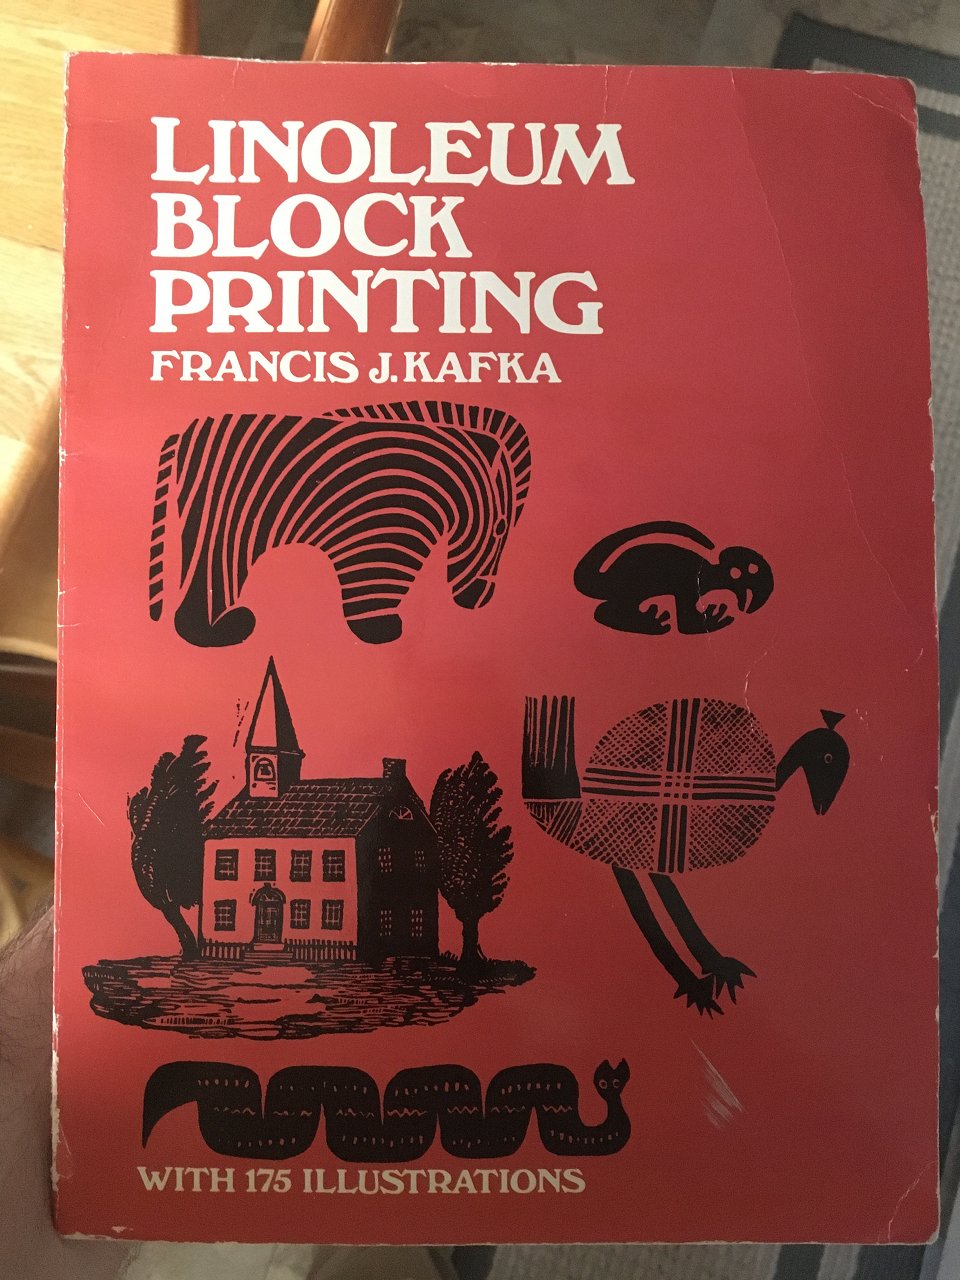 LINOLEUM
BLOCK
PRINTING
FRANCIS J. KAFKA
WITH 175 ILLUSTRATIONS